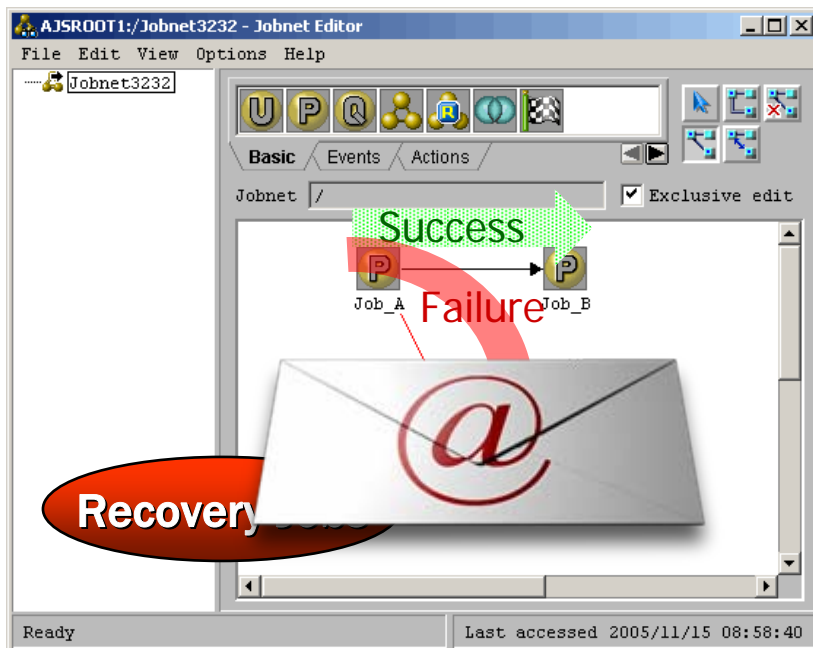 AJSROOT1:/Jobnet3232 - Jobnet Editor
File Edit View Options Help
Jobnet3232
U P Q R
Basic Events Actions
Jobnet / Exclusive edit
Success
P P
Job_A Failure Job_B
@
Recovery
Ready Last accessed 2005/11/15 08:58:40